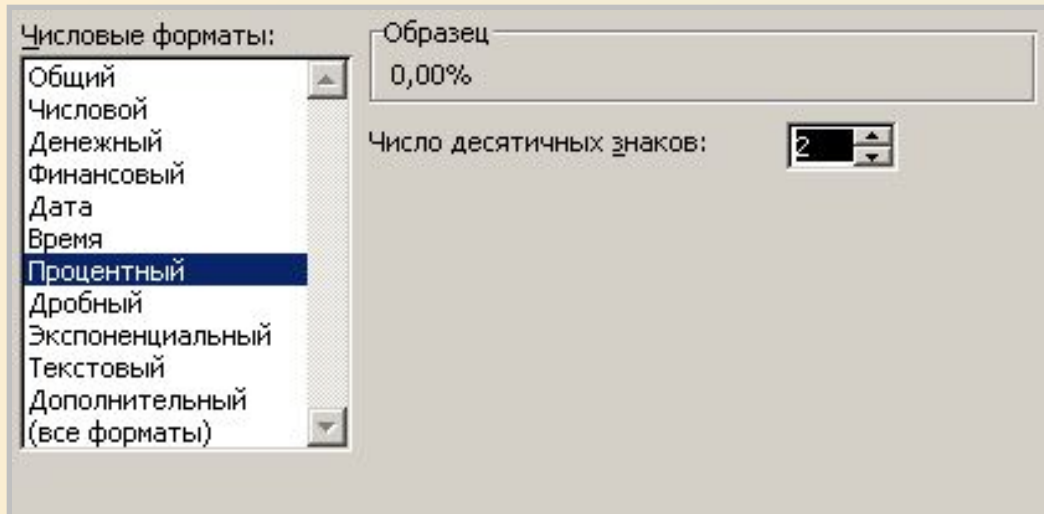 Числовые форматы:
Общий
Числовой
Денежный
Финансовый
Дата
Время
Процентный
Дробный
Экспоненциальный
Текстовый
Дополнительный
(все форматы)
Образец
0,00%
Число десятичных знаков: 2